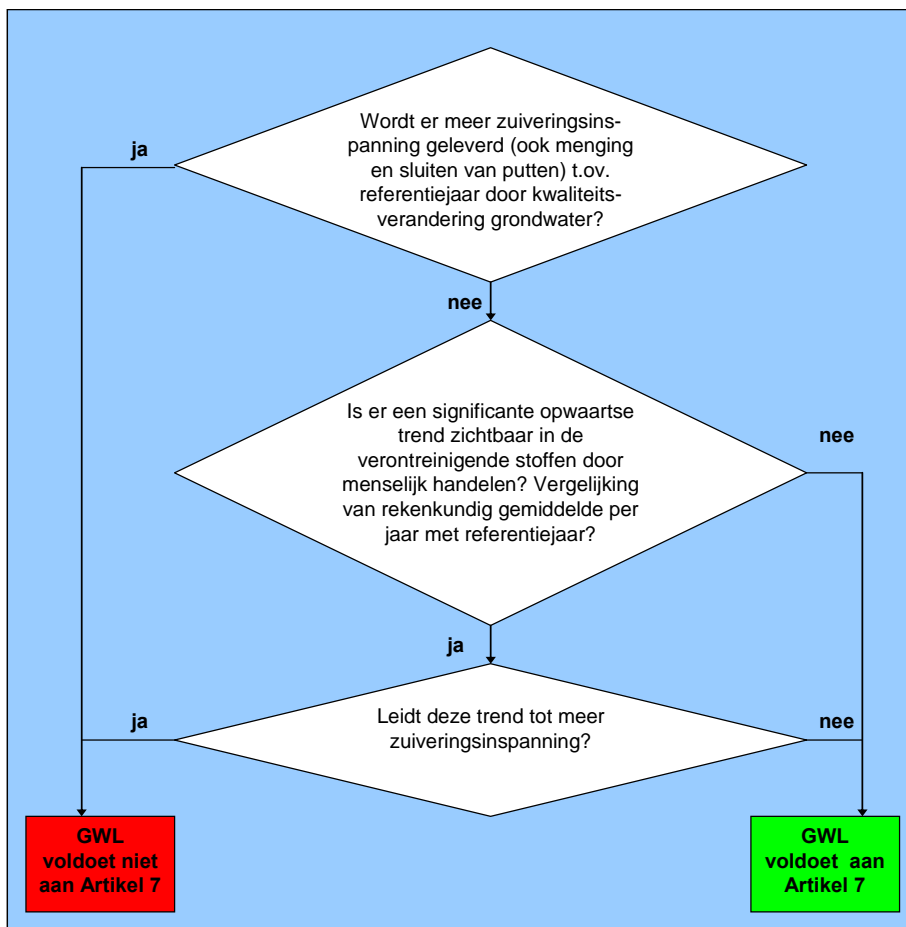 Wordt er meer zuiveringsins-
panning geleverd (ook menging
en sluiten van putten) t.ov.
referentiejaar door kwaliteits-
verandering grondwater?
ja
nee
Is er een significante opwaartse
trend zichtbaar in de
verontreinigende stoffen door
menselijk handelen? Vergelijking
van rekenkundig gemiddelde per
jaar met referentiejaar?
nee
ja
Leidt deze trend tot meer
zuiveringsinspanning?
ja
nee
GWL
voldoet niet
aan Artikel 7
GWL
voldoet aan
Artikel 7